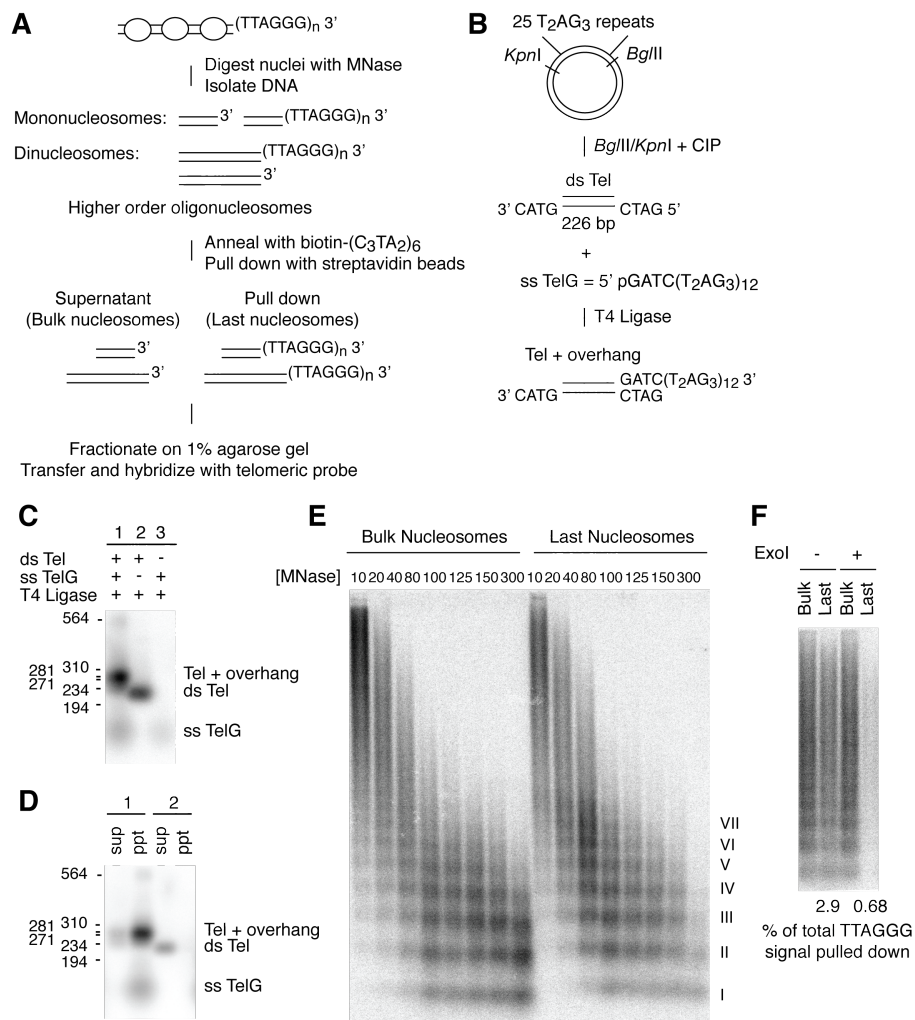 A
(TTAGGG)n 3'
Digest nuclei with MNase
Isolate DNA
Mononucleosomes: 3' (TTAGGG)n 3'
Dinucleosomes: (TTAGGG)n 3'
3'
Higher order oligonucleosomes
Anneal with biotin-(C3TA2)6
Pull down with streptavidin beads
Supernatant
(Bulk nucleosomes)
Pull down
(Last nucleosomes)
3' (TTAGGG)n 3'
3' (TTAGGG)n 3'
Fractionate on 1% agarose gel
Transfer and hybridize with telomeric probe
B
25 T2AG3 repeats
KpnI BglII
BglII/KpnI + CIP
ds Tel
3' CATG CTAG 5'
226 bp
+
ss TelG = 5' pGATC(T2AG3)12
T4 Ligase
Tel + overhang
GATC(T2AG3)12 3'
3' CATG CTAG
C
1 2 3
ds Tel + + -
ss TelG + - +
T4 Ligase + + +
564 -
310 -
281
271
234 -
194 -
Tel + overhang
ds Tel
ss TelG
D
1 2
sup ppt sup ppt
564 -
310 -
281
271
234 -
194 -
Tel + overhang
ds Tel
ss TelG
E
Bulk Nucleosomes Last Nucleosomes
[MNase] 10 20 40 80 100 125 150 300 10 20 40 80 100 125 150 300
VII
VI
V
IV
III
II
I
F
ExoI - +
Bulk Last Bulk Last
2.9 0.68
% of total TTAGGG
signal pulled down